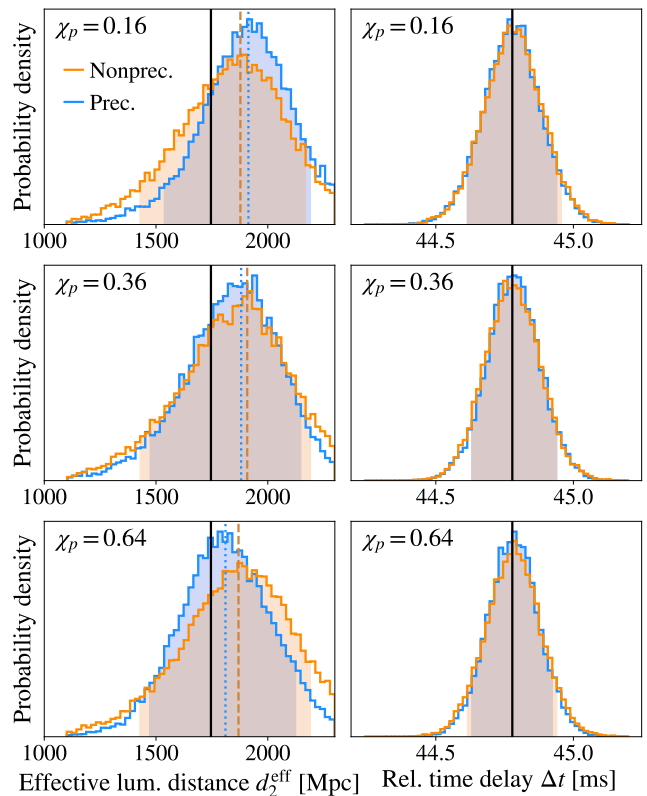 χp = 0.16
Nonprec.
Prec.
Probability density
1000 1500 2000
χp = 0.16
44.5 45.0
χp = 0.36
Probability density
1000 1500 2000
χp = 0.36
44.5 45.0
χp = 0.64
Probability density
1000 1500 2000
Effective lum. distance d₂^eff [Mpc]
χp = 0.64
44.5 45.0
Rel. time delay Δt [ms]